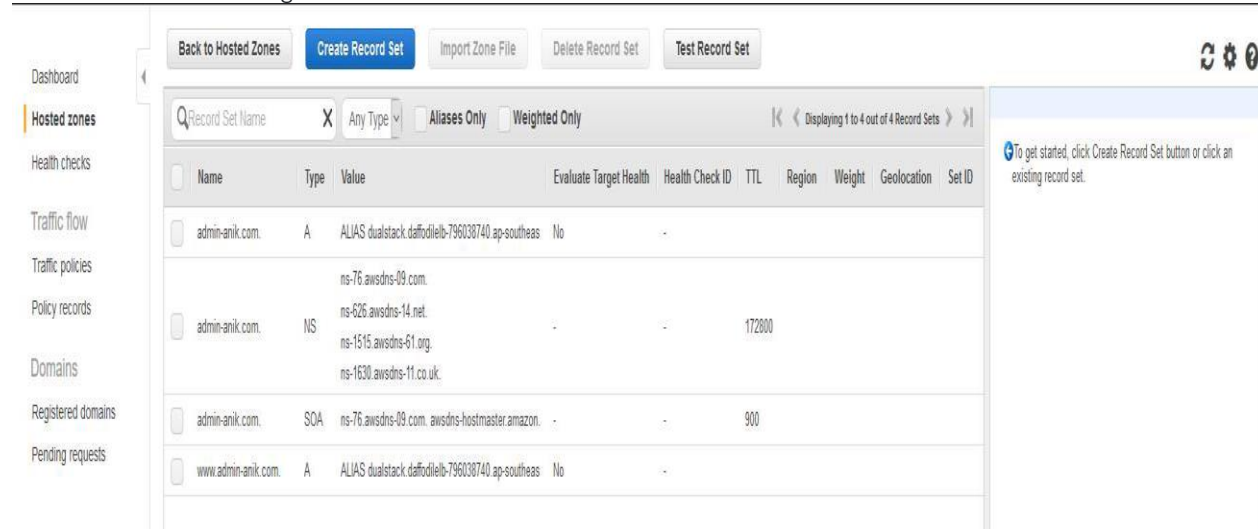 Back to Hosted Zones Create Record Set Import Zone File Delete Record Set Test Record Set
Dashboard
Hosted zones
Health checks
Traffic flow
Traffic policies
Policy records
Domains
Registered domains
Pending requests
Record Set Name X Any Type Aliases Only Weighted Only Displaying 1 to 4 out of 4 Record Sets
Name Type Value Evaluate Target Health Health Check ID TTL Region Weight Geolocation Set ID
admin-anik.com. A ALIAS dualstack.daffodilelb-796038740.ap-southeas No -
ns-76.awsdns-09.com.
ns-626.awsdns-14.net.
admin-anik.com. NS - - 172800
ns-1515.awsdns-61.org.
ns-1630.awsdns-11.co.uk.
admin-anik.com. SOA ns-76.awsdns-09.com. awsdns-hostmaster.amazon. - - 900
www.admin-anik.com. A ALIAS dualstack.daffodilelb-796038740.ap-southeas No -
To get started, click Create Record Set button or click an
existing record set.